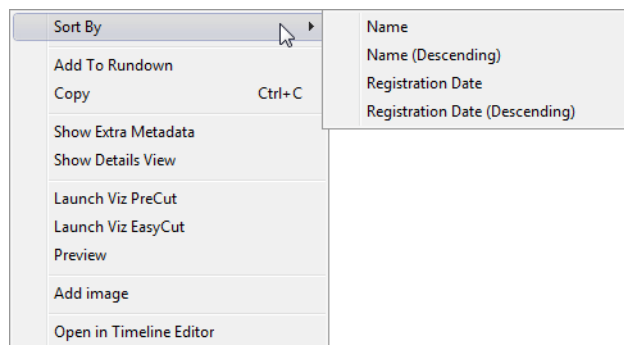 Sort By
Name
Name (Descending)
Registration Date
Registration Date (Descending)
Add To Rundown
Copy Ctrl+C
Show Extra Metadata
Show Details View
Launch Viz PreCut
Launch Viz EasyCut
Preview
Add image
Open in Timeline Editor